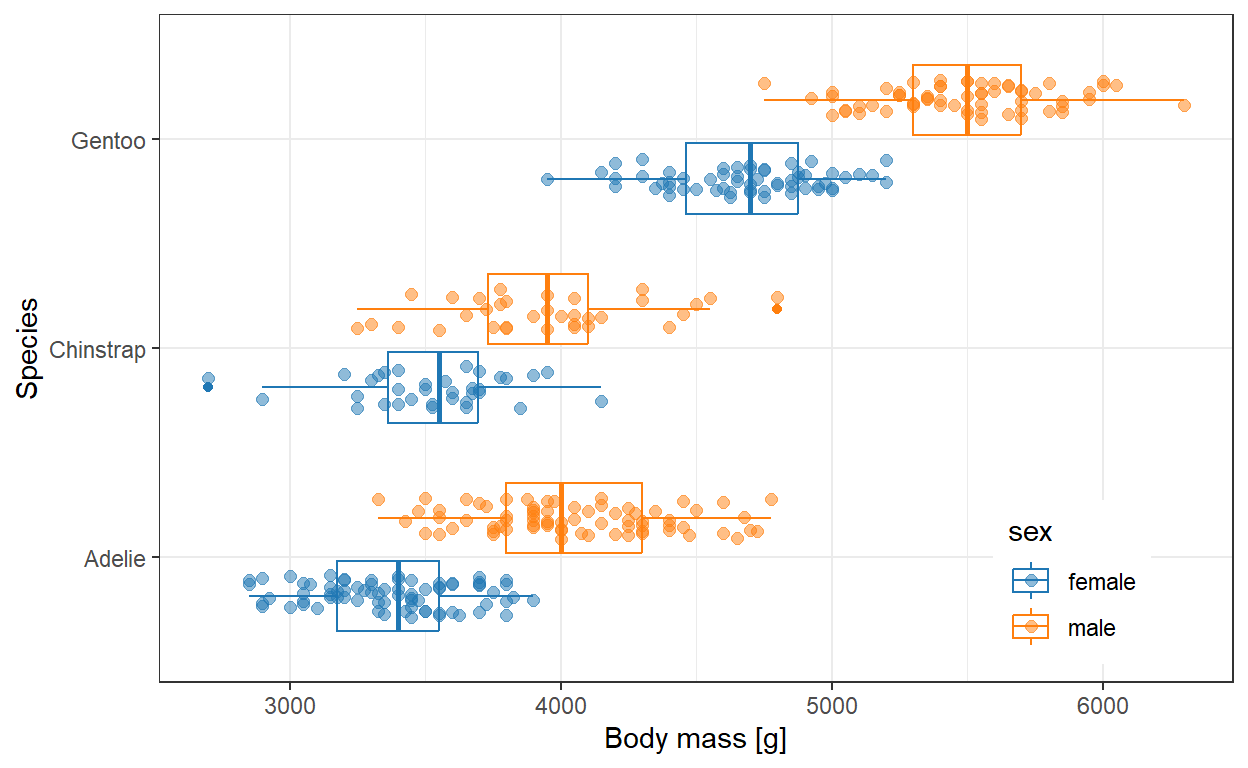 Gentoo
Chinstrap
Adelie
Species
sex
female
male
3000 4000 5000 6000
Body mass [g]